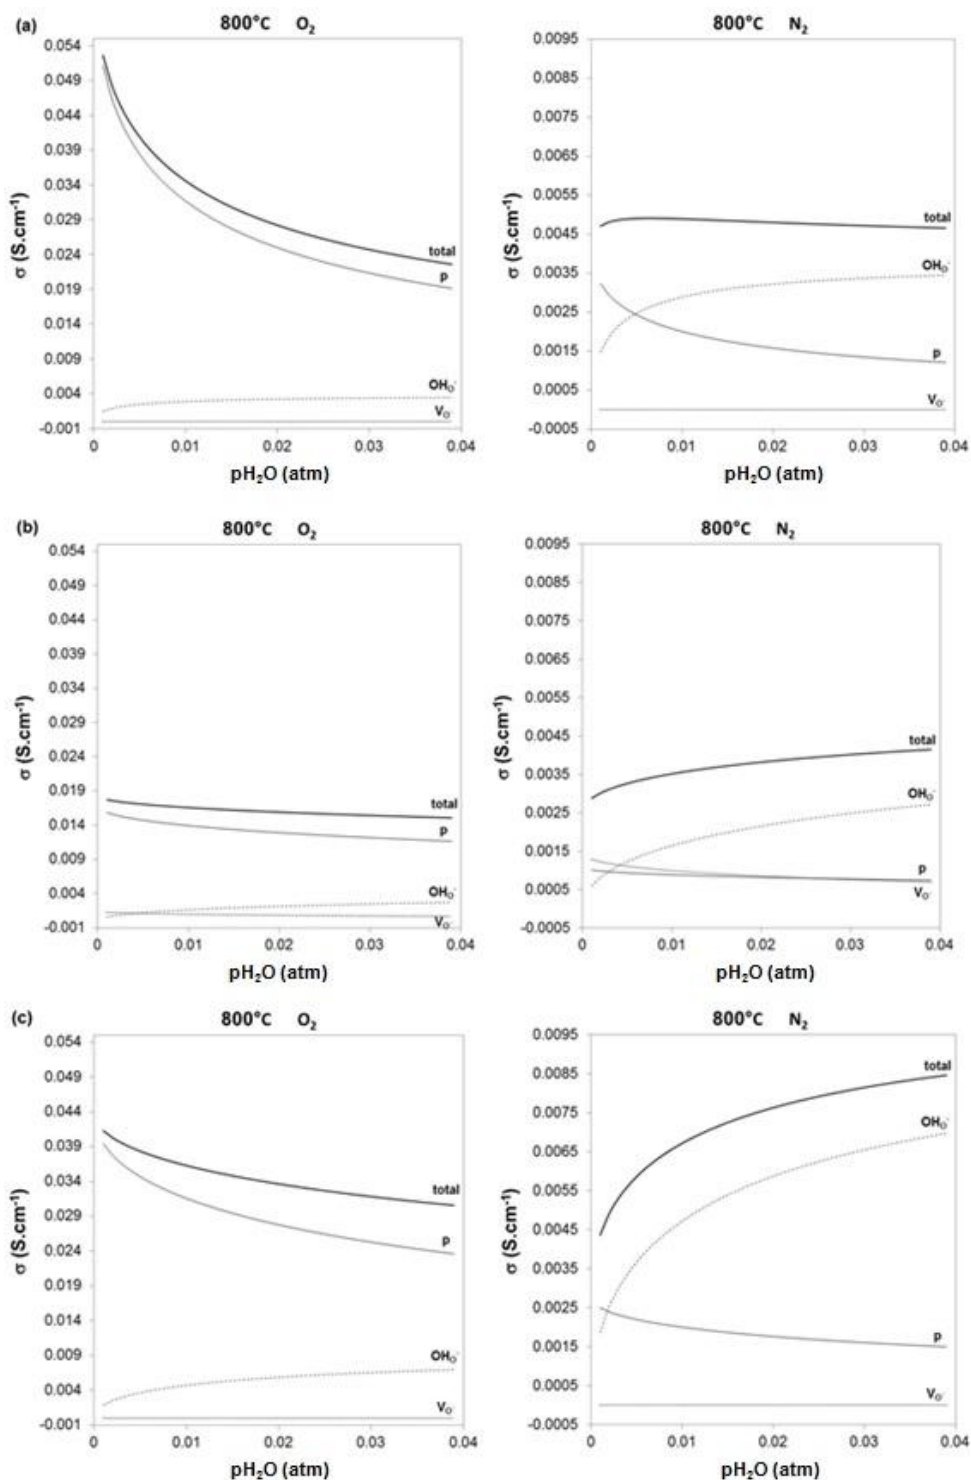 (a) 800°C O₂
0.054
0.049
0.044
0.039
0.034
0.029
0.024
0.019
0.014
0.009
0.004
-0.001
σ (S.cm⁻¹)
total
p
OHₒ˙
Vₒ˙
0 0.01 0.02 0.03 0.04
pH₂O (atm)
800°C N₂
0.0095
0.0085
0.0075
0.0065
0.0055
0.0045
0.0035
0.0025
0.0015
0.0005
-0.0005
σ (S.cm⁻¹)
total
OHₒ˙
p
Vₒ˙
0 0.01 0.02 0.03 0.04
pH₂O (atm)
(b) 800°C O₂
0.054
0.049
0.044
0.039
0.034
0.029
0.024
0.019
0.014
0.009
0.004
-0.001
σ (S.cm⁻¹)
total
p
OHₒ˙
Vₒ˙
0 0.01 0.02 0.03 0.04
pH₂O (atm)
800°C N₂
0.0095
0.0085
0.0075
0.0065
0.0055
0.0045
0.0035
0.0025
0.0015
0.0005
-0.0005
σ (S.cm⁻¹)
total
OHₒ˙
p
Vₒ˙
0 0.01 0.02 0.03 0.04
pH₂O (atm)
(c) 800°C O₂
0.054
0.049
0.044
0.039
0.034
0.029
0.024
0.019
0.014
0.009
0.004
-0.001
σ (S.cm⁻¹)
total
p
OHₒ˙
Vₒ˙
0 0.01 0.02 0.03 0.04
pH₂O (atm)
800°C N₂
0.0095
0.0085
0.0075
0.0065
0.0055
0.0045
0.0035
0.0025
0.0015
0.0005
-0.0005
σ (S.cm⁻¹)
total
OHₒ˙
p
Vₒ˙
0 0.01 0.02 0.03 0.04
pH₂O (atm)